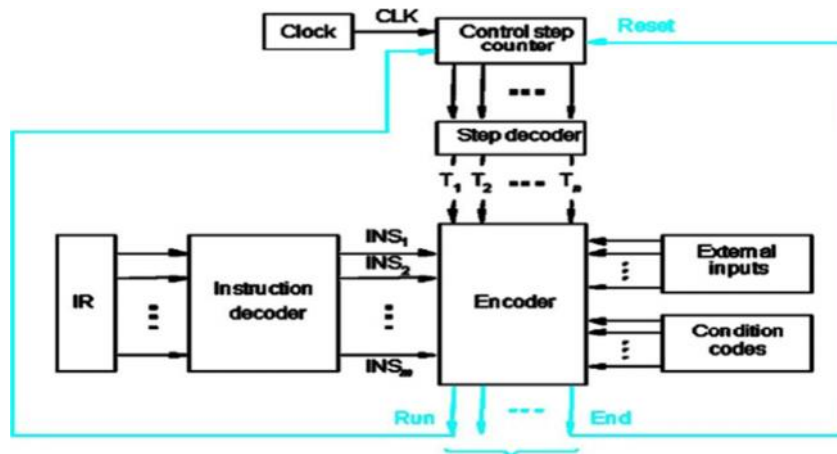 CLK
Clock
Control step
counter
Reset
Step decoder
T1 T2 Tn
INS1
INS2
INSm
IR
Instruction
decoder
Encoder
External
inputs
Condition
codes
Run
End